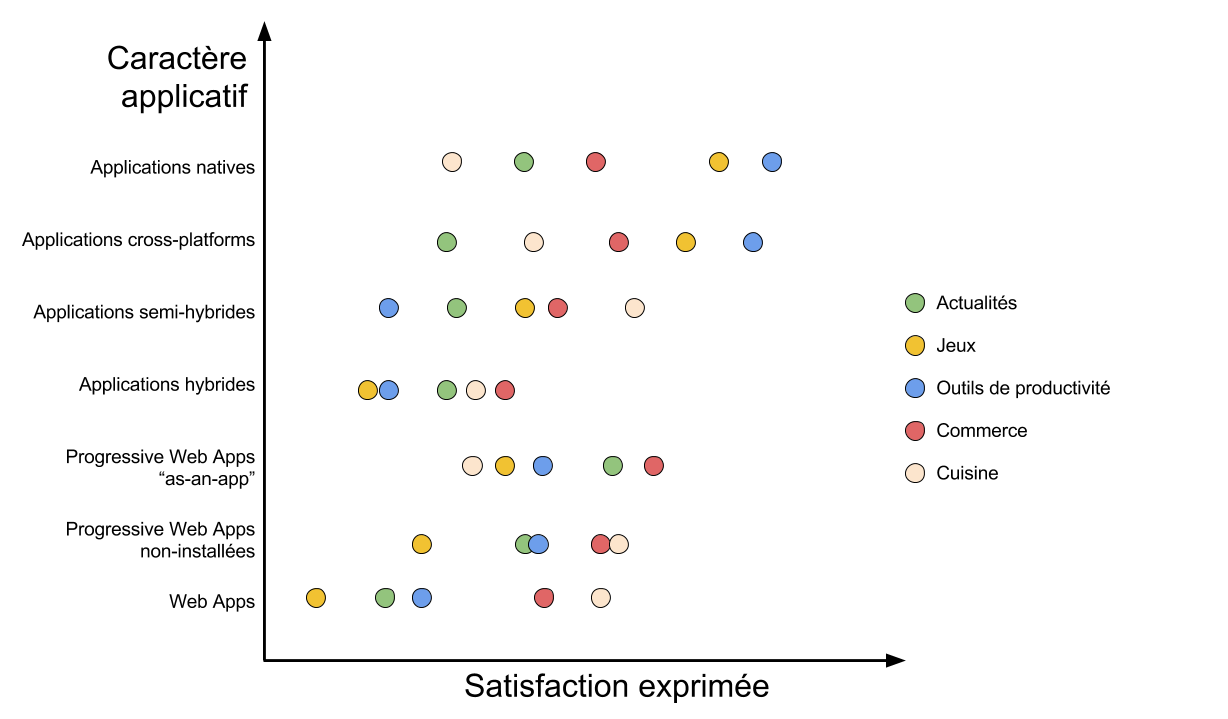 Caractère
applicatif
Applications natives
Applications cross-platforms
Applications semi-hybrides
Applications hybrides
Progressive Web Apps
“as-an-app”
Progressive Web Apps
non-installées
Web Apps
Actualités
Jeux
Outils de productivité
Commerce
Cuisine
Satisfaction exprimée